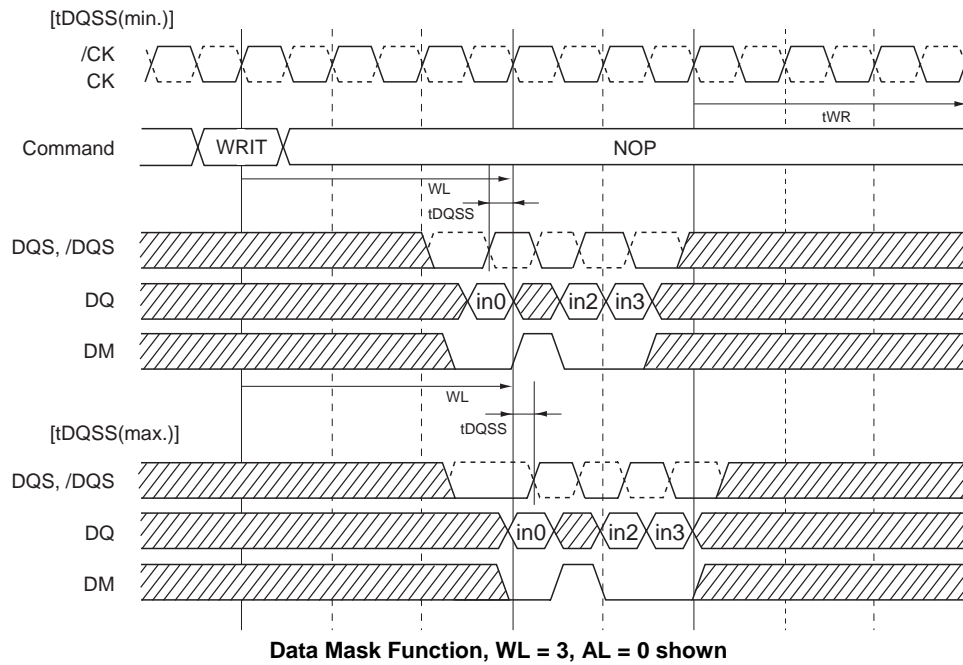 [tDQSS(min.)]
/CK
CK
tWR
Command WRIT NOP
WL
tDQSS
DQS, /DQS
DQ in0 in2 in3
DM
WL
tDQSS
[tDQSS(max.)]
DQS, /DQS
DQ in0 in2 in3
DM
Data Mask Function, WL = 3, AL = 0 shown